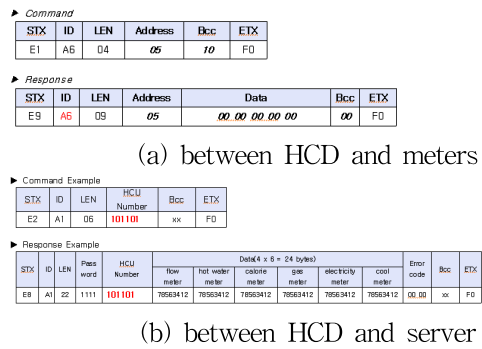 ▶ Command
STX ID LEN Address Bcc ETX
E1 A6 04 05 10 F0
▶ Response
STX ID LEN Address Data Bcc ETX
E9 A6 09 05 00 00 00 00 00 00 F0
(a) between HCD and meters
▶ Command Example
STX ID LEN HCU Number Bcc ETX
E2 A1 06 101101 xx F0
▶ Response Example
STX ID LEN Pass word HCU Number Data(4 x 6 = 24 bytes) Error code Bcc ETX
flow meter hot water meter calorie meter gas meter electricity meter cool meter
E8 A1 22 1111 101101 78563412 78563412 78563412 78563412 78563412 78563412 00 00 xx F0
(b) between HCD and server